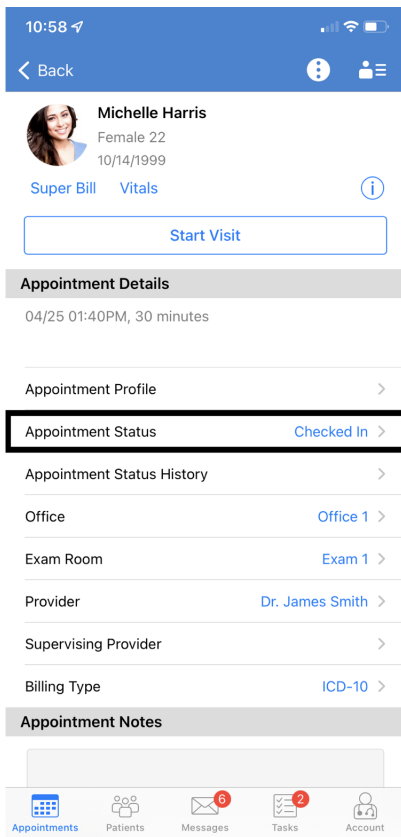 10:58
Back
Michelle Harris
Female 22
10/14/1999
Super Bill Vitals
Start Visit
Appointment Details
04/25 01:40PM, 30 minutes
Appointment Profile
Appointment Status Checked In
Appointment Status History
Office Office 1
Exam Room Exam 1
Provider Dr. James Smith
Supervising Provider
Billing Type ICD-10
Appointment Notes
6 2
Appointments Patients Messages Tasks Account